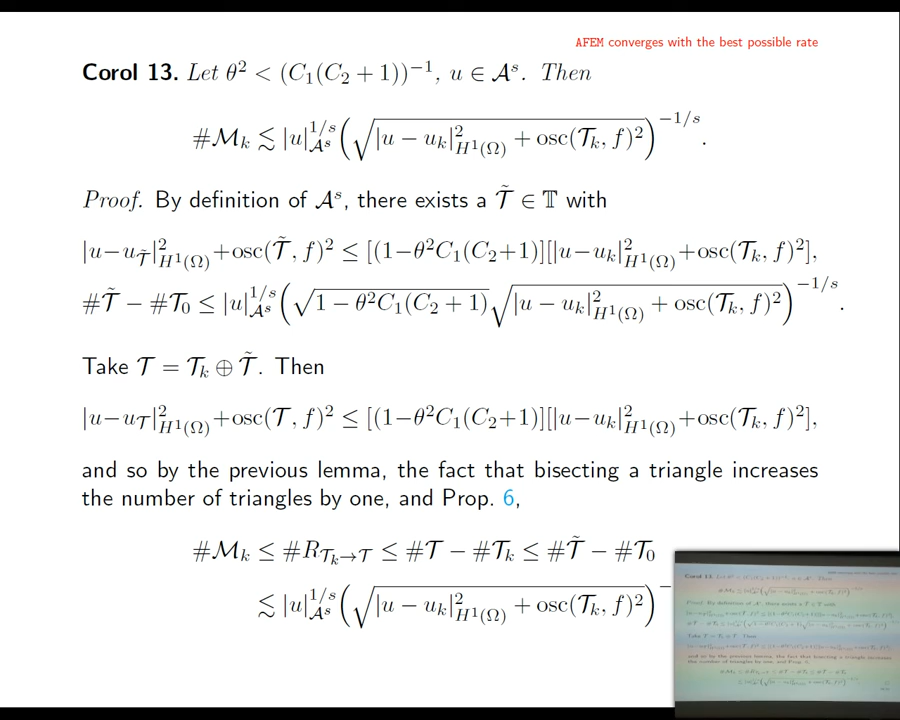 AFEM converges with the best possible rate
Corol 13. Let θ² < (C₁(C₂ + 1))⁻¹, u ∈ 𝒜ˢ. Then
#ℳₖ ≲ |u|^{1/s}_{𝒜ˢ} (√(|u − uₖ|²_{H¹(Ω)} + osc(𝒯ₖ, f)²))^{−1/s}.
Proof. By definition of 𝒜ˢ, there exists a 𝒯̃ ∈ 𝕋 with
|u−u_𝒯̃|²_{H¹(Ω)}+osc(𝒯̃, f)² ≤ [(1−θ²C₁(C₂+1)][|u−uₖ|²_{H¹(Ω)}+osc(𝒯ₖ, f)²],
#𝒯̃ − #𝒯₀ ≤ |u|^{1/s}_{𝒜ˢ} (√(1 − θ²C₁(C₂ + 1)) √(|u − uₖ|²_{H¹(Ω)} + osc(𝒯ₖ, f)²))^{−1/s}.
Take 𝒯 = 𝒯ₖ ⊕ 𝒯̃. Then
|u−u_𝒯|²_{H¹(Ω)}+osc(𝒯, f)² ≤ [(1−θ²C₁(C₂+1)][|u−uₖ|²_{H¹(Ω)}+osc(𝒯ₖ, f)²],
and so by the previous lemma, the fact that bisecting a triangle increases
the number of triangles by one, and Prop. 6,
#ℳₖ ≤ #R_{𝒯ₖ→𝒯} ≤ #𝒯 − #𝒯ₖ ≤ #𝒯̃ − #𝒯₀
≲ |u|^{1/s}_{𝒜ˢ} (√(|u − uₖ|²_{H¹(Ω)} + osc(𝒯ₖ, f)²))^{−